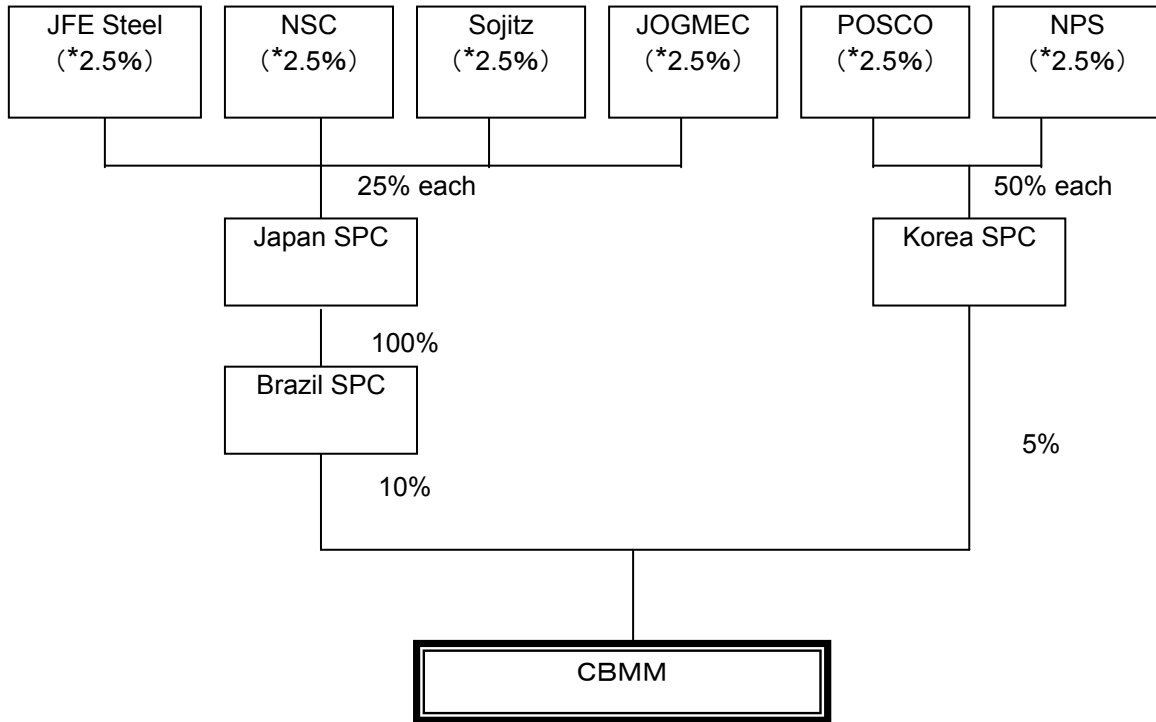 JFE Steel
（*2.5%）
NSC
（*2.5%）
Sojitz
（*2.5%）
JOGMEC
（*2.5%）
POSCO
（*2.5%）
NPS
（*2.5%）
25% each
50% each
Japan SPC
Korea SPC
100%
Brazil SPC
5%
10%
CBMM